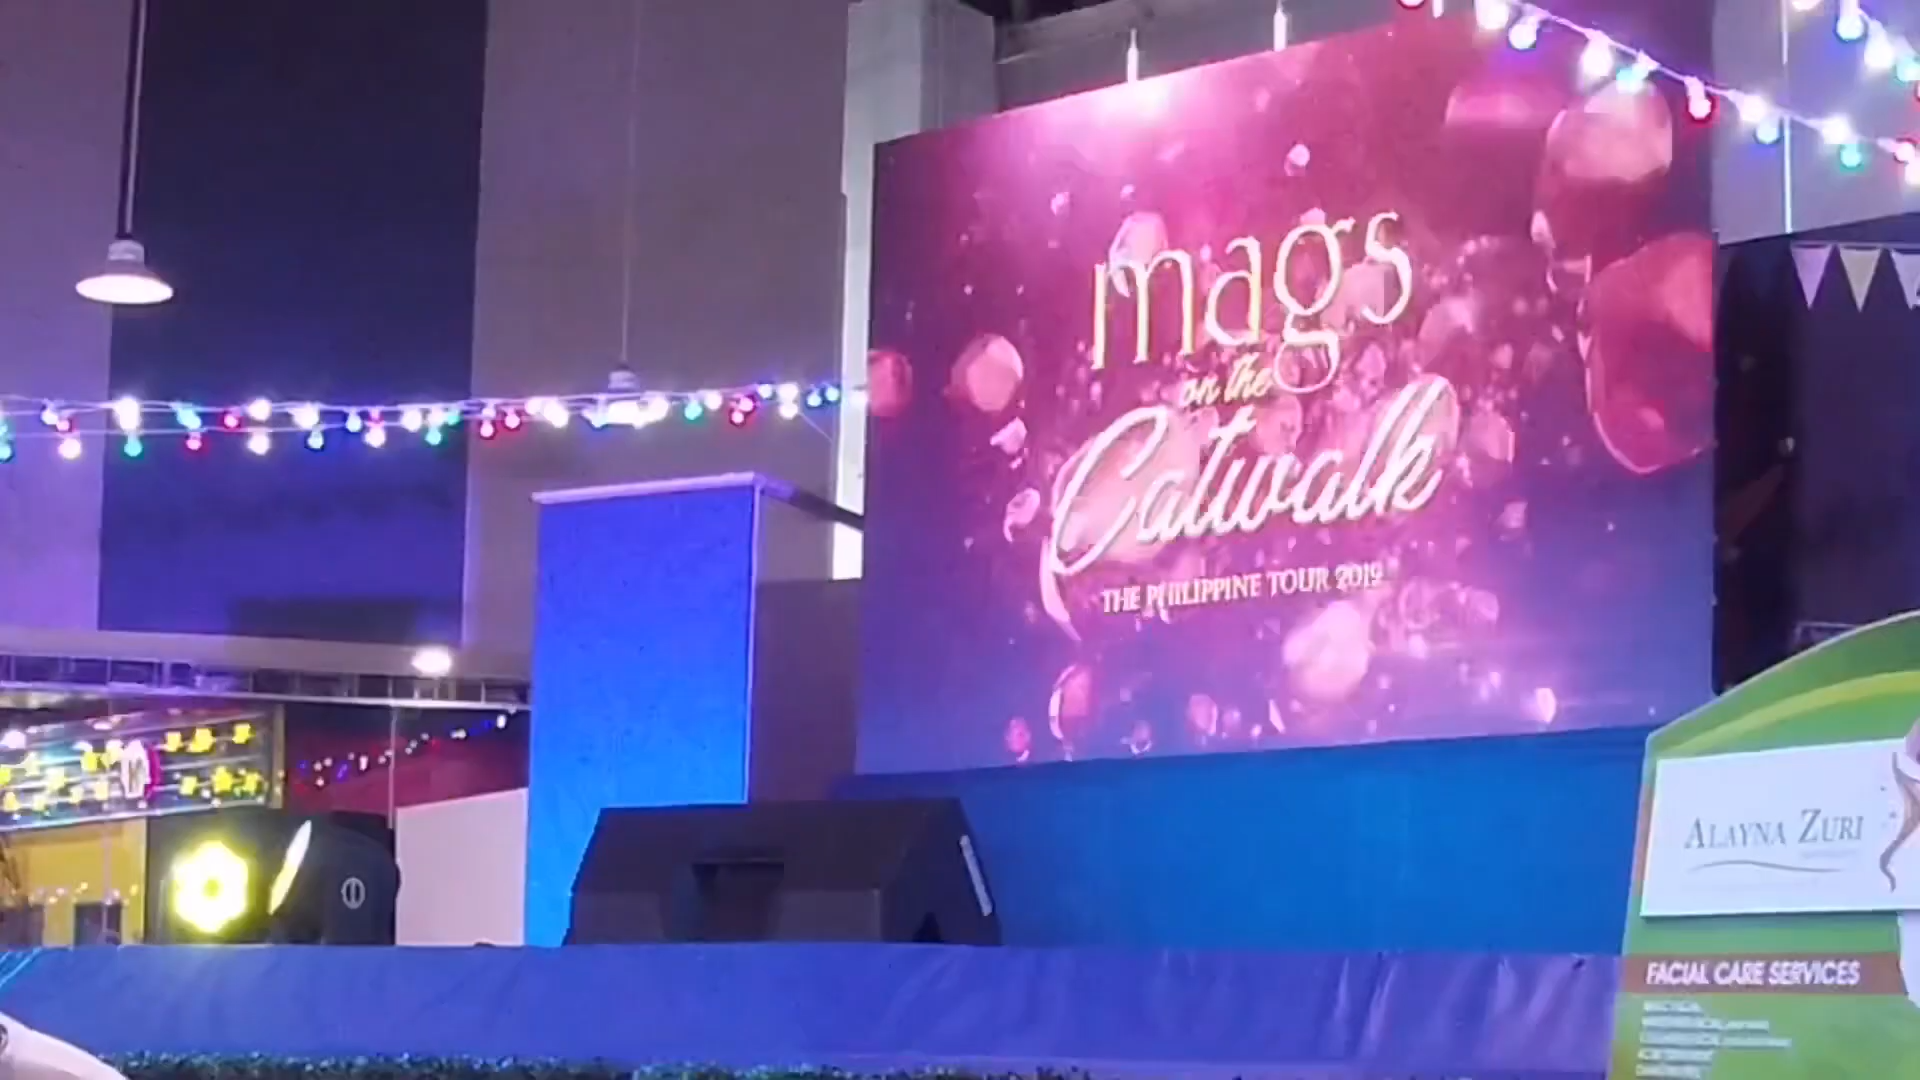 mags
on the
Catwalk
THE PHILIPPINE TOUR 2019
ALAYNA ZURI
FACIAL CARE SERVICES